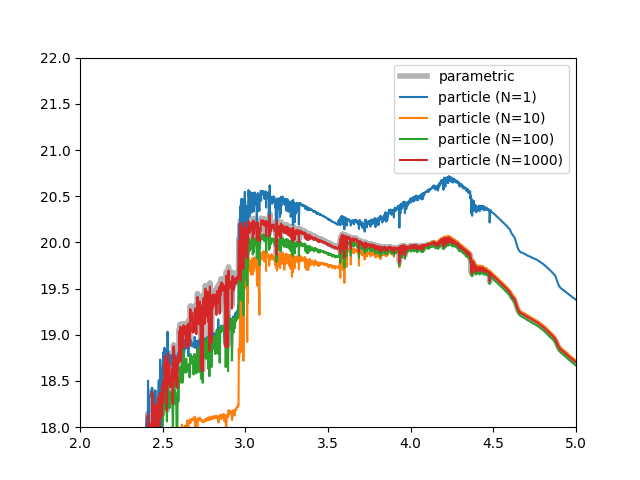 22.0
21.5
21.0
20.5
20.0
19.5
19.0
18.5
18.0
2.0 2.5 3.0 3.5 4.0 4.5 5.0
parametric
particle (N=1)
particle (N=10)
particle (N=100)
particle (N=1000)